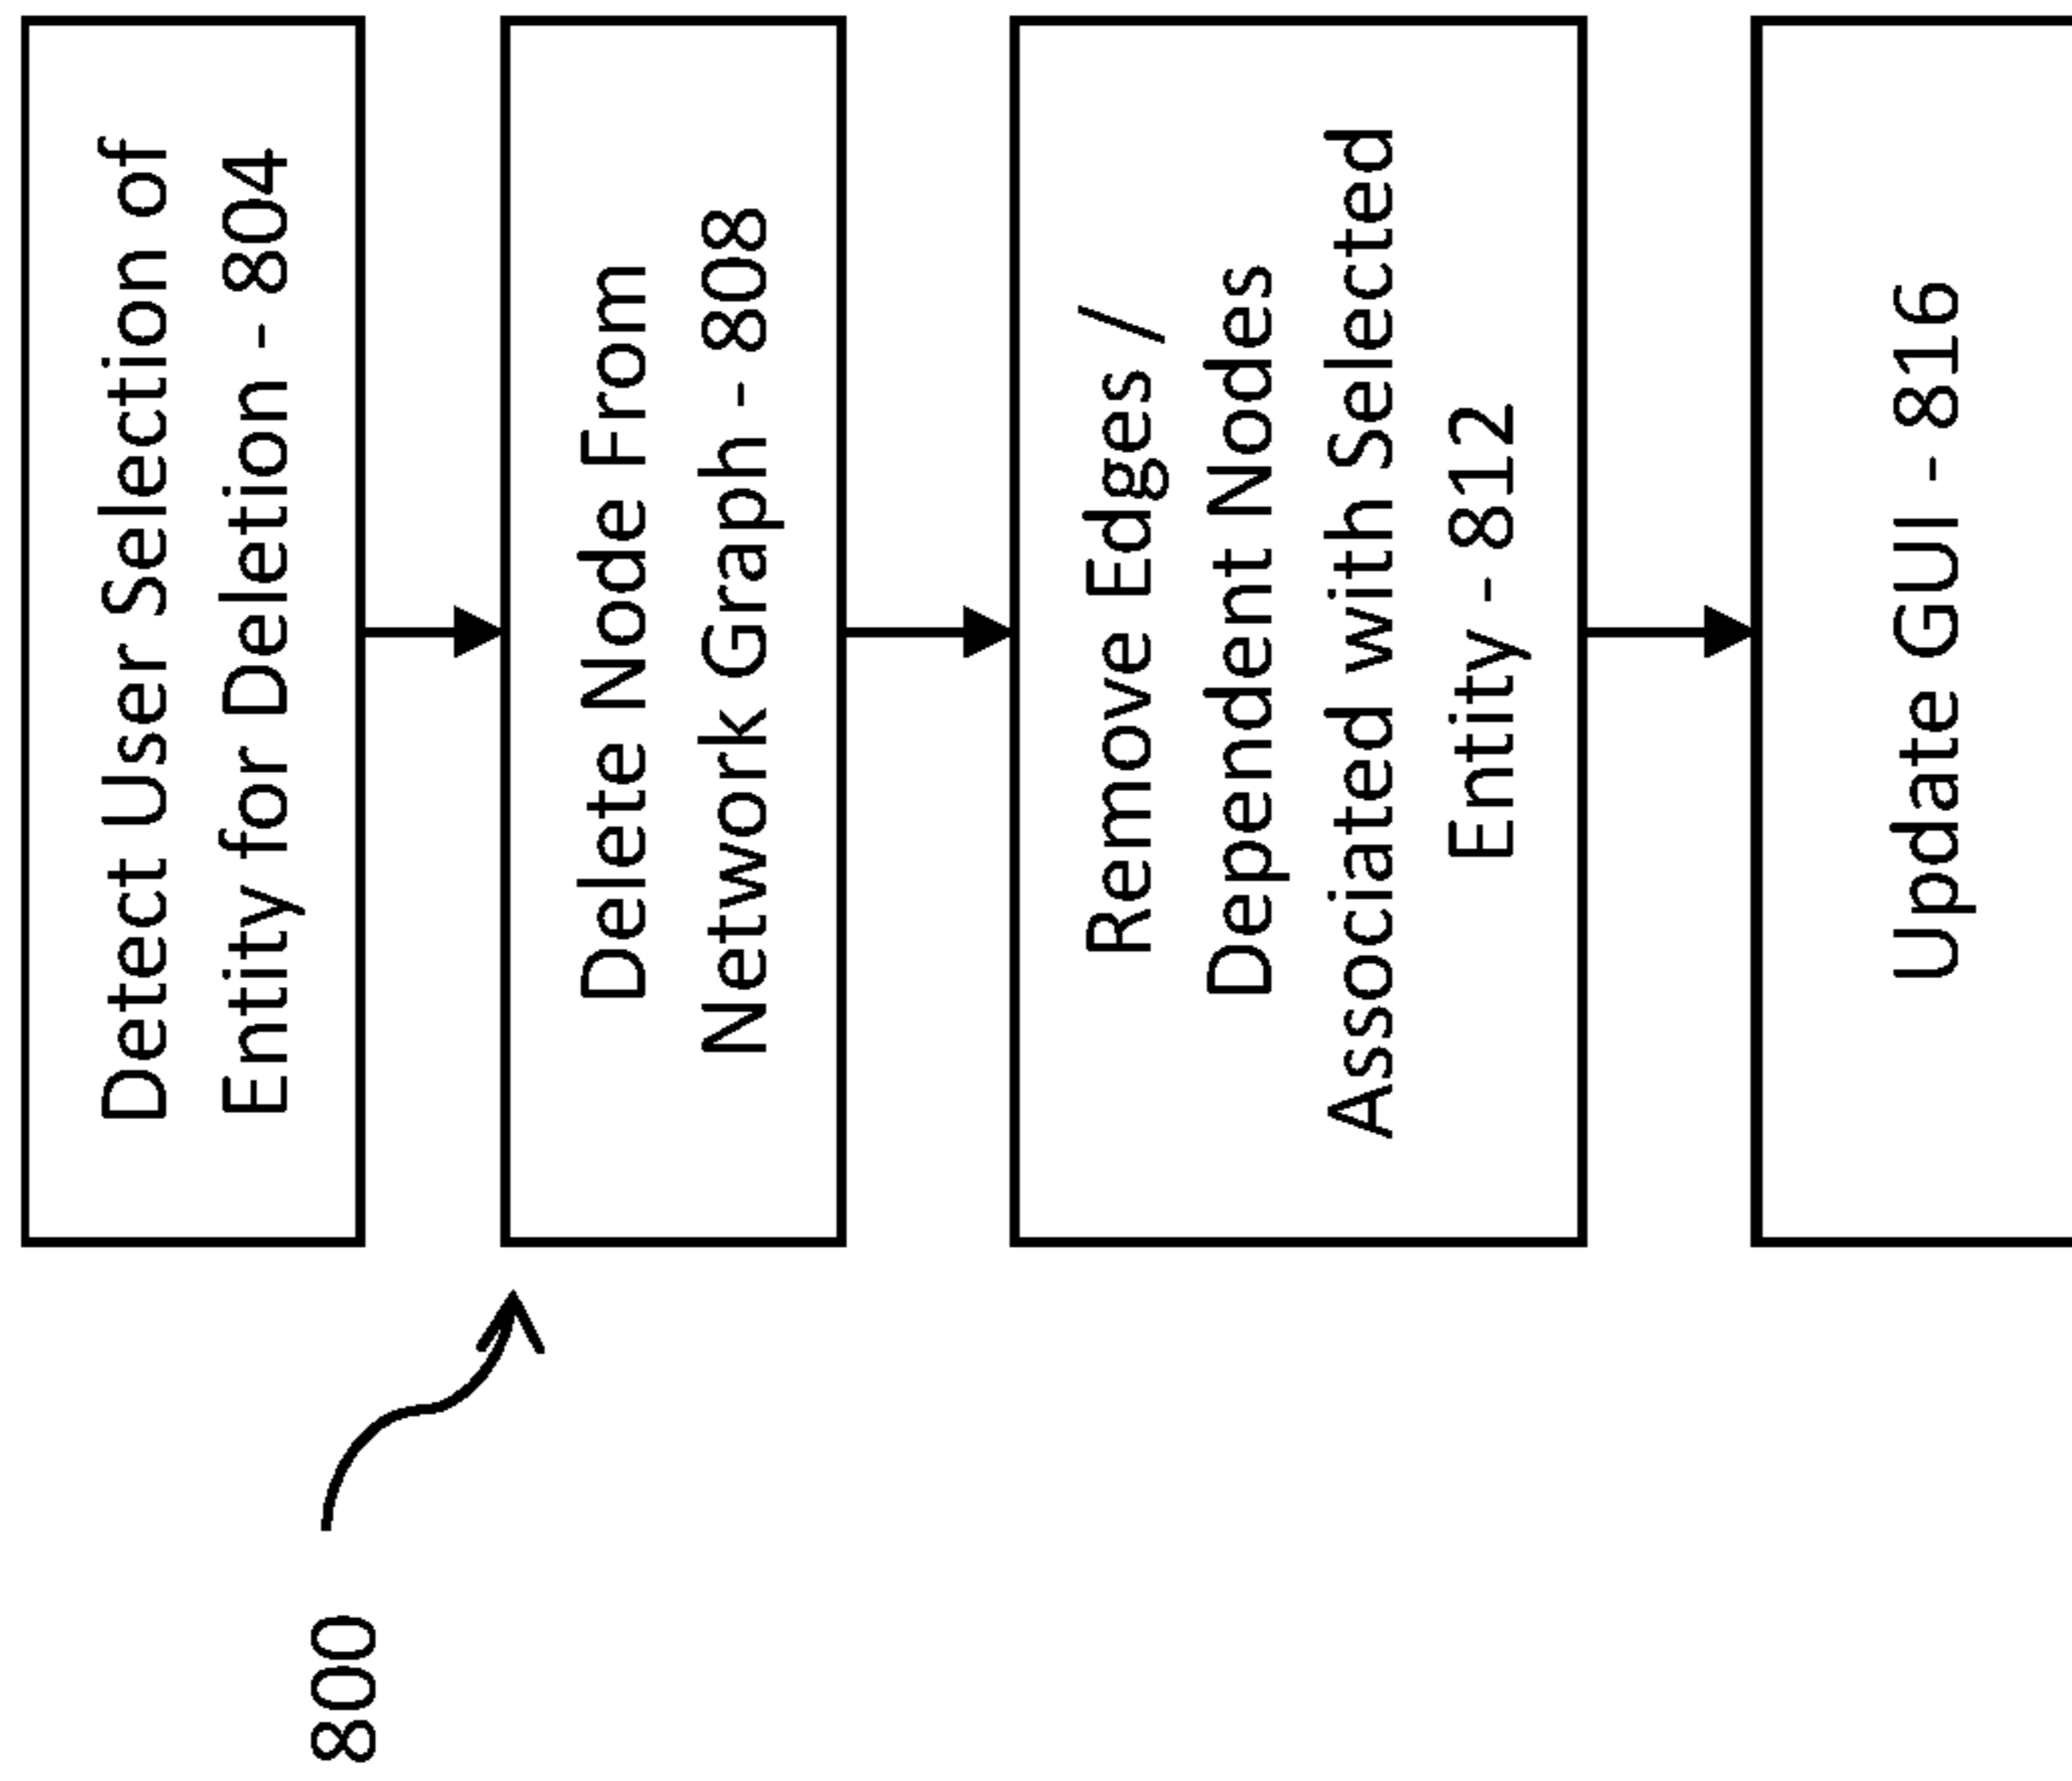 Detect User Selection of
Entity for Deletion - 804
Delete Node From
Network Graph - 808
Remove Edges /
Dependent Nodes
Associated with Selected
Entity - 812
Update GUI - 816
800